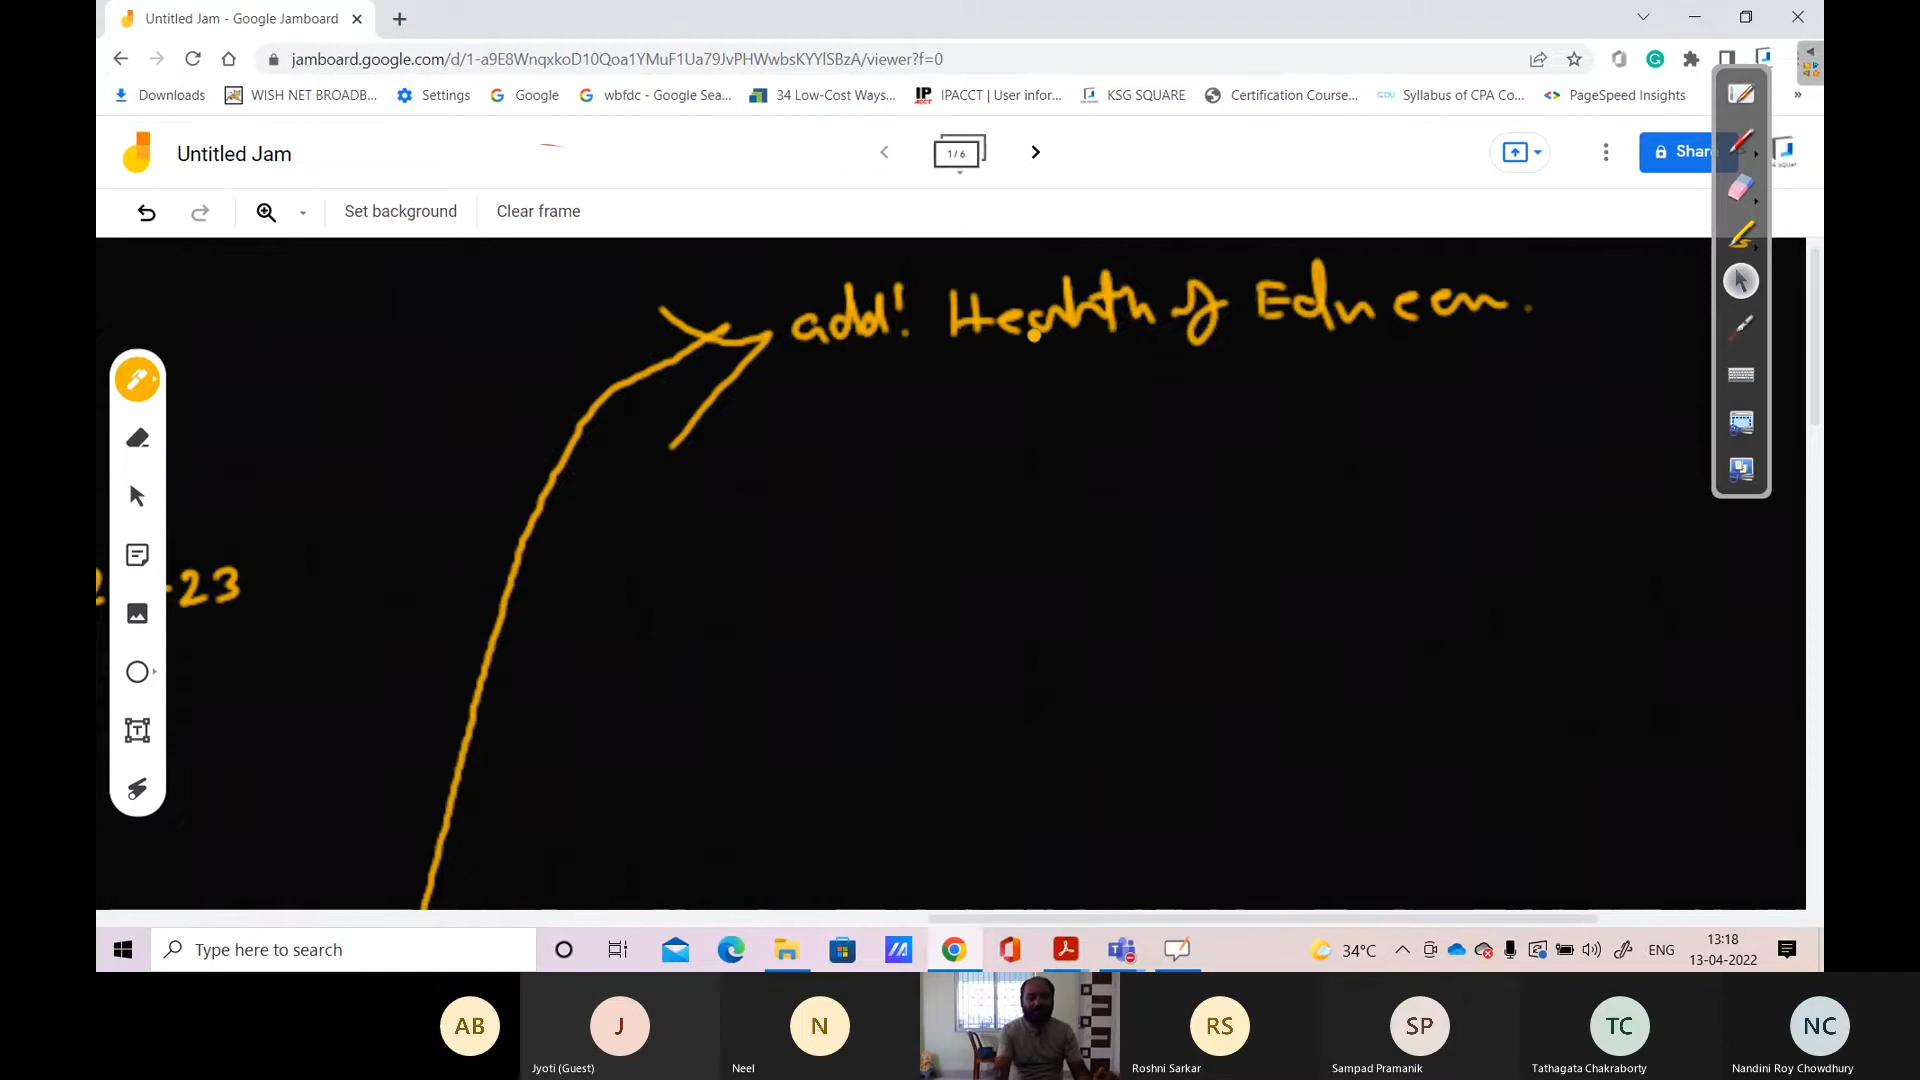 Untitled Jam - Google Jamboard
jamboard.google.com/d/1-a9E8WnqxkoD10Qoa1YMuF1Ua79JvPHWwbsKYYlSBzA/viewer?f=0
Downloads WISH NET BROADB... Settings Google wbfdc - Google Sea... 34 Low-Cost Ways... IPACCT | User infor... KSG SQUARE Certification Course... Syllabus of CPA Co... PageSpeed Insights »
Untitled Jam 1 / 6 Share
Set background Clear frame
add! Health & Educen.
-23
Type here to search 34°C ENG 13:18
13-04-2022
AB J N RS SP TC NC
Jyoti (Guest) Neel Roshni Sarkar Sampad Pramanik Tathagata Chakraborty Nandini Roy Chowdhury